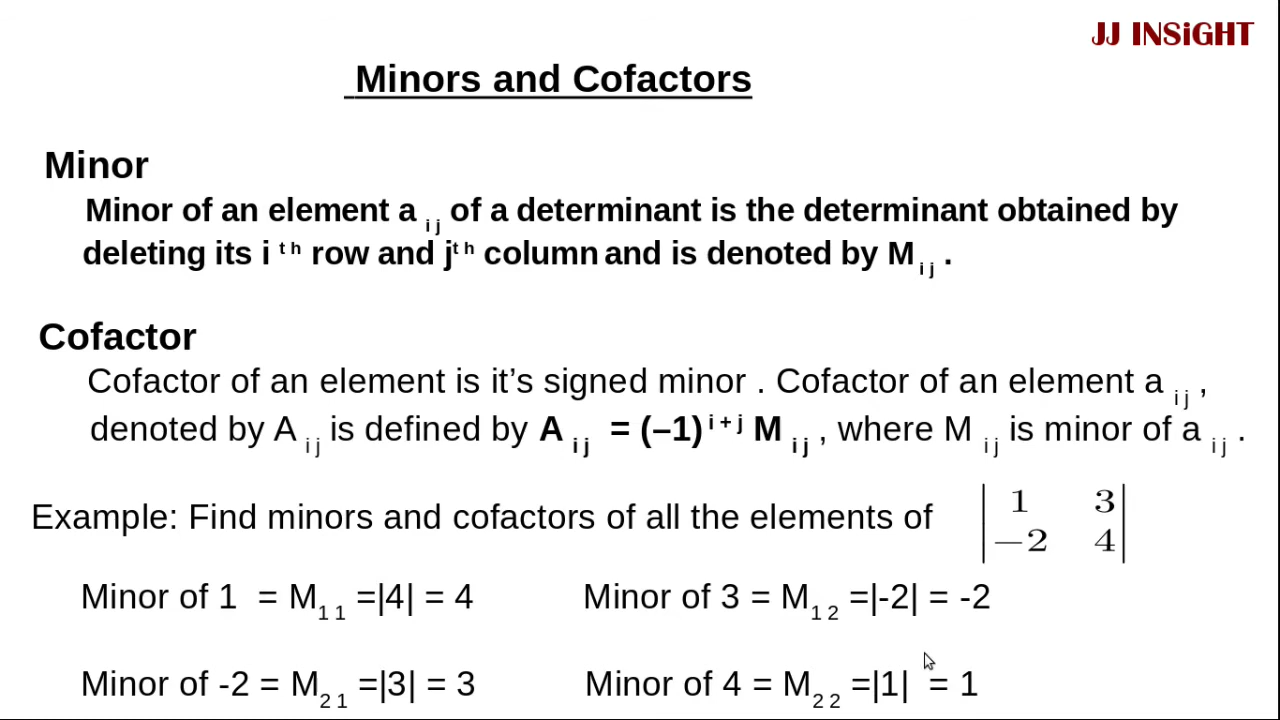 JJ INSiGHT
Minors and Cofactors
Minor
Minor of an element a i j of a determinant is the determinant obtained by
deleting its i t h row and j t h column and is denoted by M i j .
Cofactor
Cofactor of an element is it’s signed minor . Cofactor of an element a i j ,
denoted by A i j is defined by A i j = (–1) i + j M i j , where M i j is minor of a i j .
Example: Find minors and cofactors of all the elements of | 1 3 |
| −2 4 |
Minor of 1 = M 1 1 =|4| = 4 Minor of 3 = M 1 2 =|-2| = -2
Minor of -2 = M 2 1 =|3| = 3 Minor of 4 = M 2 2 =|1| = 1